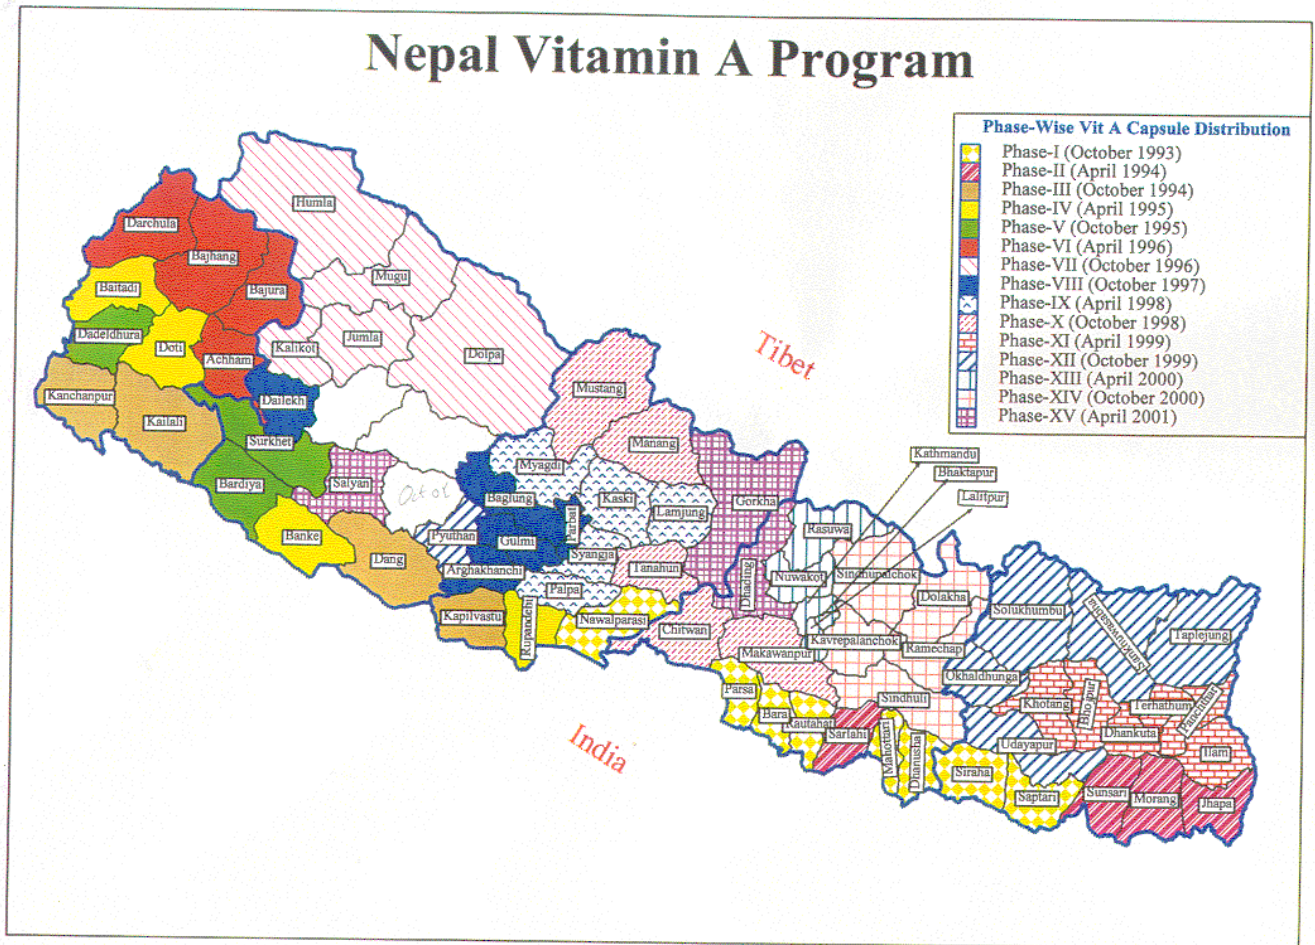 Nepal Vitamin A Program
Phase-Wise Vit A Capsule Distribution
Phase-I (October 1993)
Phase-II (April 1994)
Phase-III (October 1994)
Phase-IV (April 1995)
Phase-V (October 1995)
Phase-VI (April 1996)
Phase-VII (October 1996)
Phase-VIII (October 1997)
Phase-IX (April 1998)
Phase-X (October 1998)
Phase-XI (April 1999)
Phase-XII (October 1999)
Phase-XIII (April 2000)
Phase-XIV (October 2000)
Phase-XV (April 2001)
Humla
Darchula
Bajhang
Mugu
Baitadi
Bajura
Dadeldhura
Jumla
Doti
Kalikot
Dolpa
Achham
Tibet
Mustang
Kanchanpur
Dailekh
Kailali
Surkhet
Manang
Kathmandu
Myagdi
Bhaktapur
Bardiya
Salyan
Baglung
Kaski
Gorkha
Lalitpur
Lamjung
Parbat
Rasuwa
Banke
Pyuthan
Gulmi
Dang
Syangja
Arghakhanchi
Tanahun
Nuwakot
Sindhupalchok
Dhading
Palpa
Dolakha
Solukhumbu
Kapilvastu
Rupandehi
Nawalparasi
Chitwan
Sankhuwasabha
Taplejung
Kavrepalanchok
Makawanpur
Ramechap
Okhaldhunga
Parsa
Sindhuli
Khotang
Bhojpur
Terhathum
Panchthar
Bara
Rautahat
Sarlahi
Dhankuta
India
Mahottari
Dhanusha
Udayapur
Ilam
Siraha
Saptari
Sunsari
Morang
Jhapa